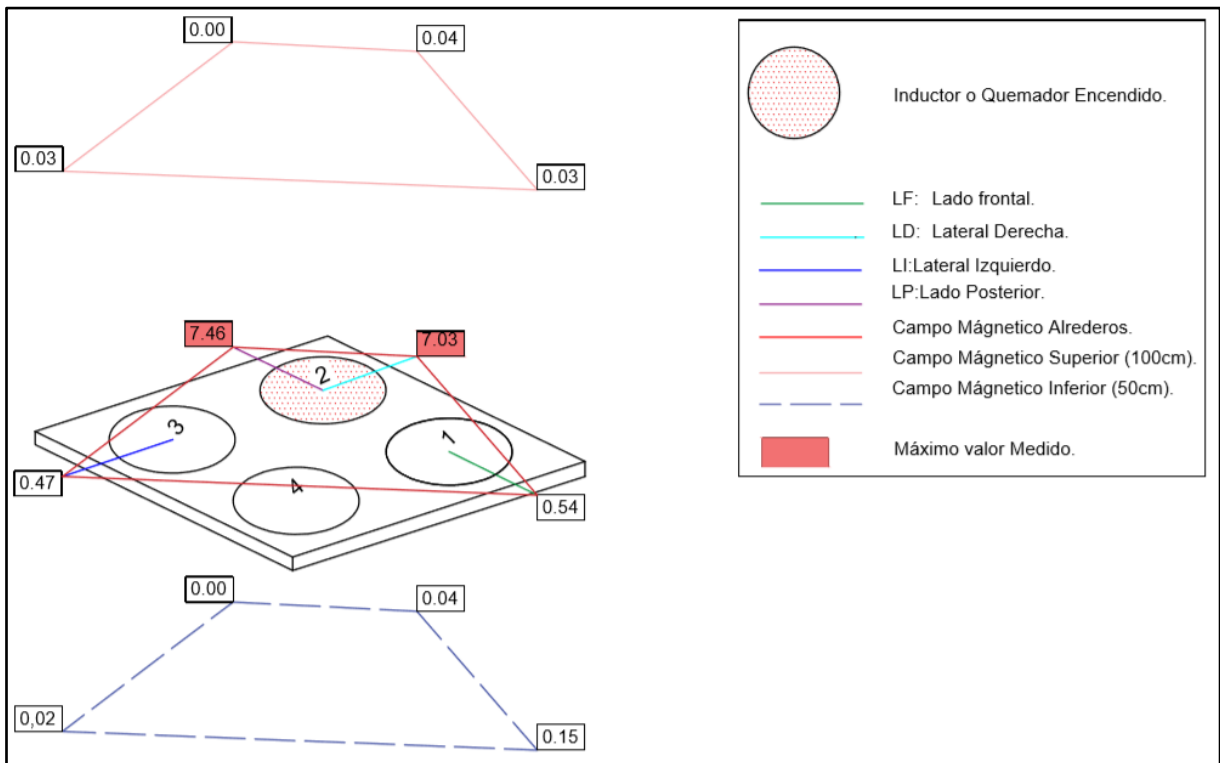 0.00
0.04
0.03
0.03
7.46
7.03
2
3
1
4
0.47
0.54
0.00
0.04
0,02
0.15
Inductor o Quemador Encendido.
LF: Lado frontal.
LD: Lateral Derecha.
LI:Lateral Izquierdo.
LP:Lado Posterior.
Campo Mágnetico Alrederos.
Campo Mágnetico Superior (100cm).
Campo Mágnetico Inferior (50cm).
Máximo valor Medido.